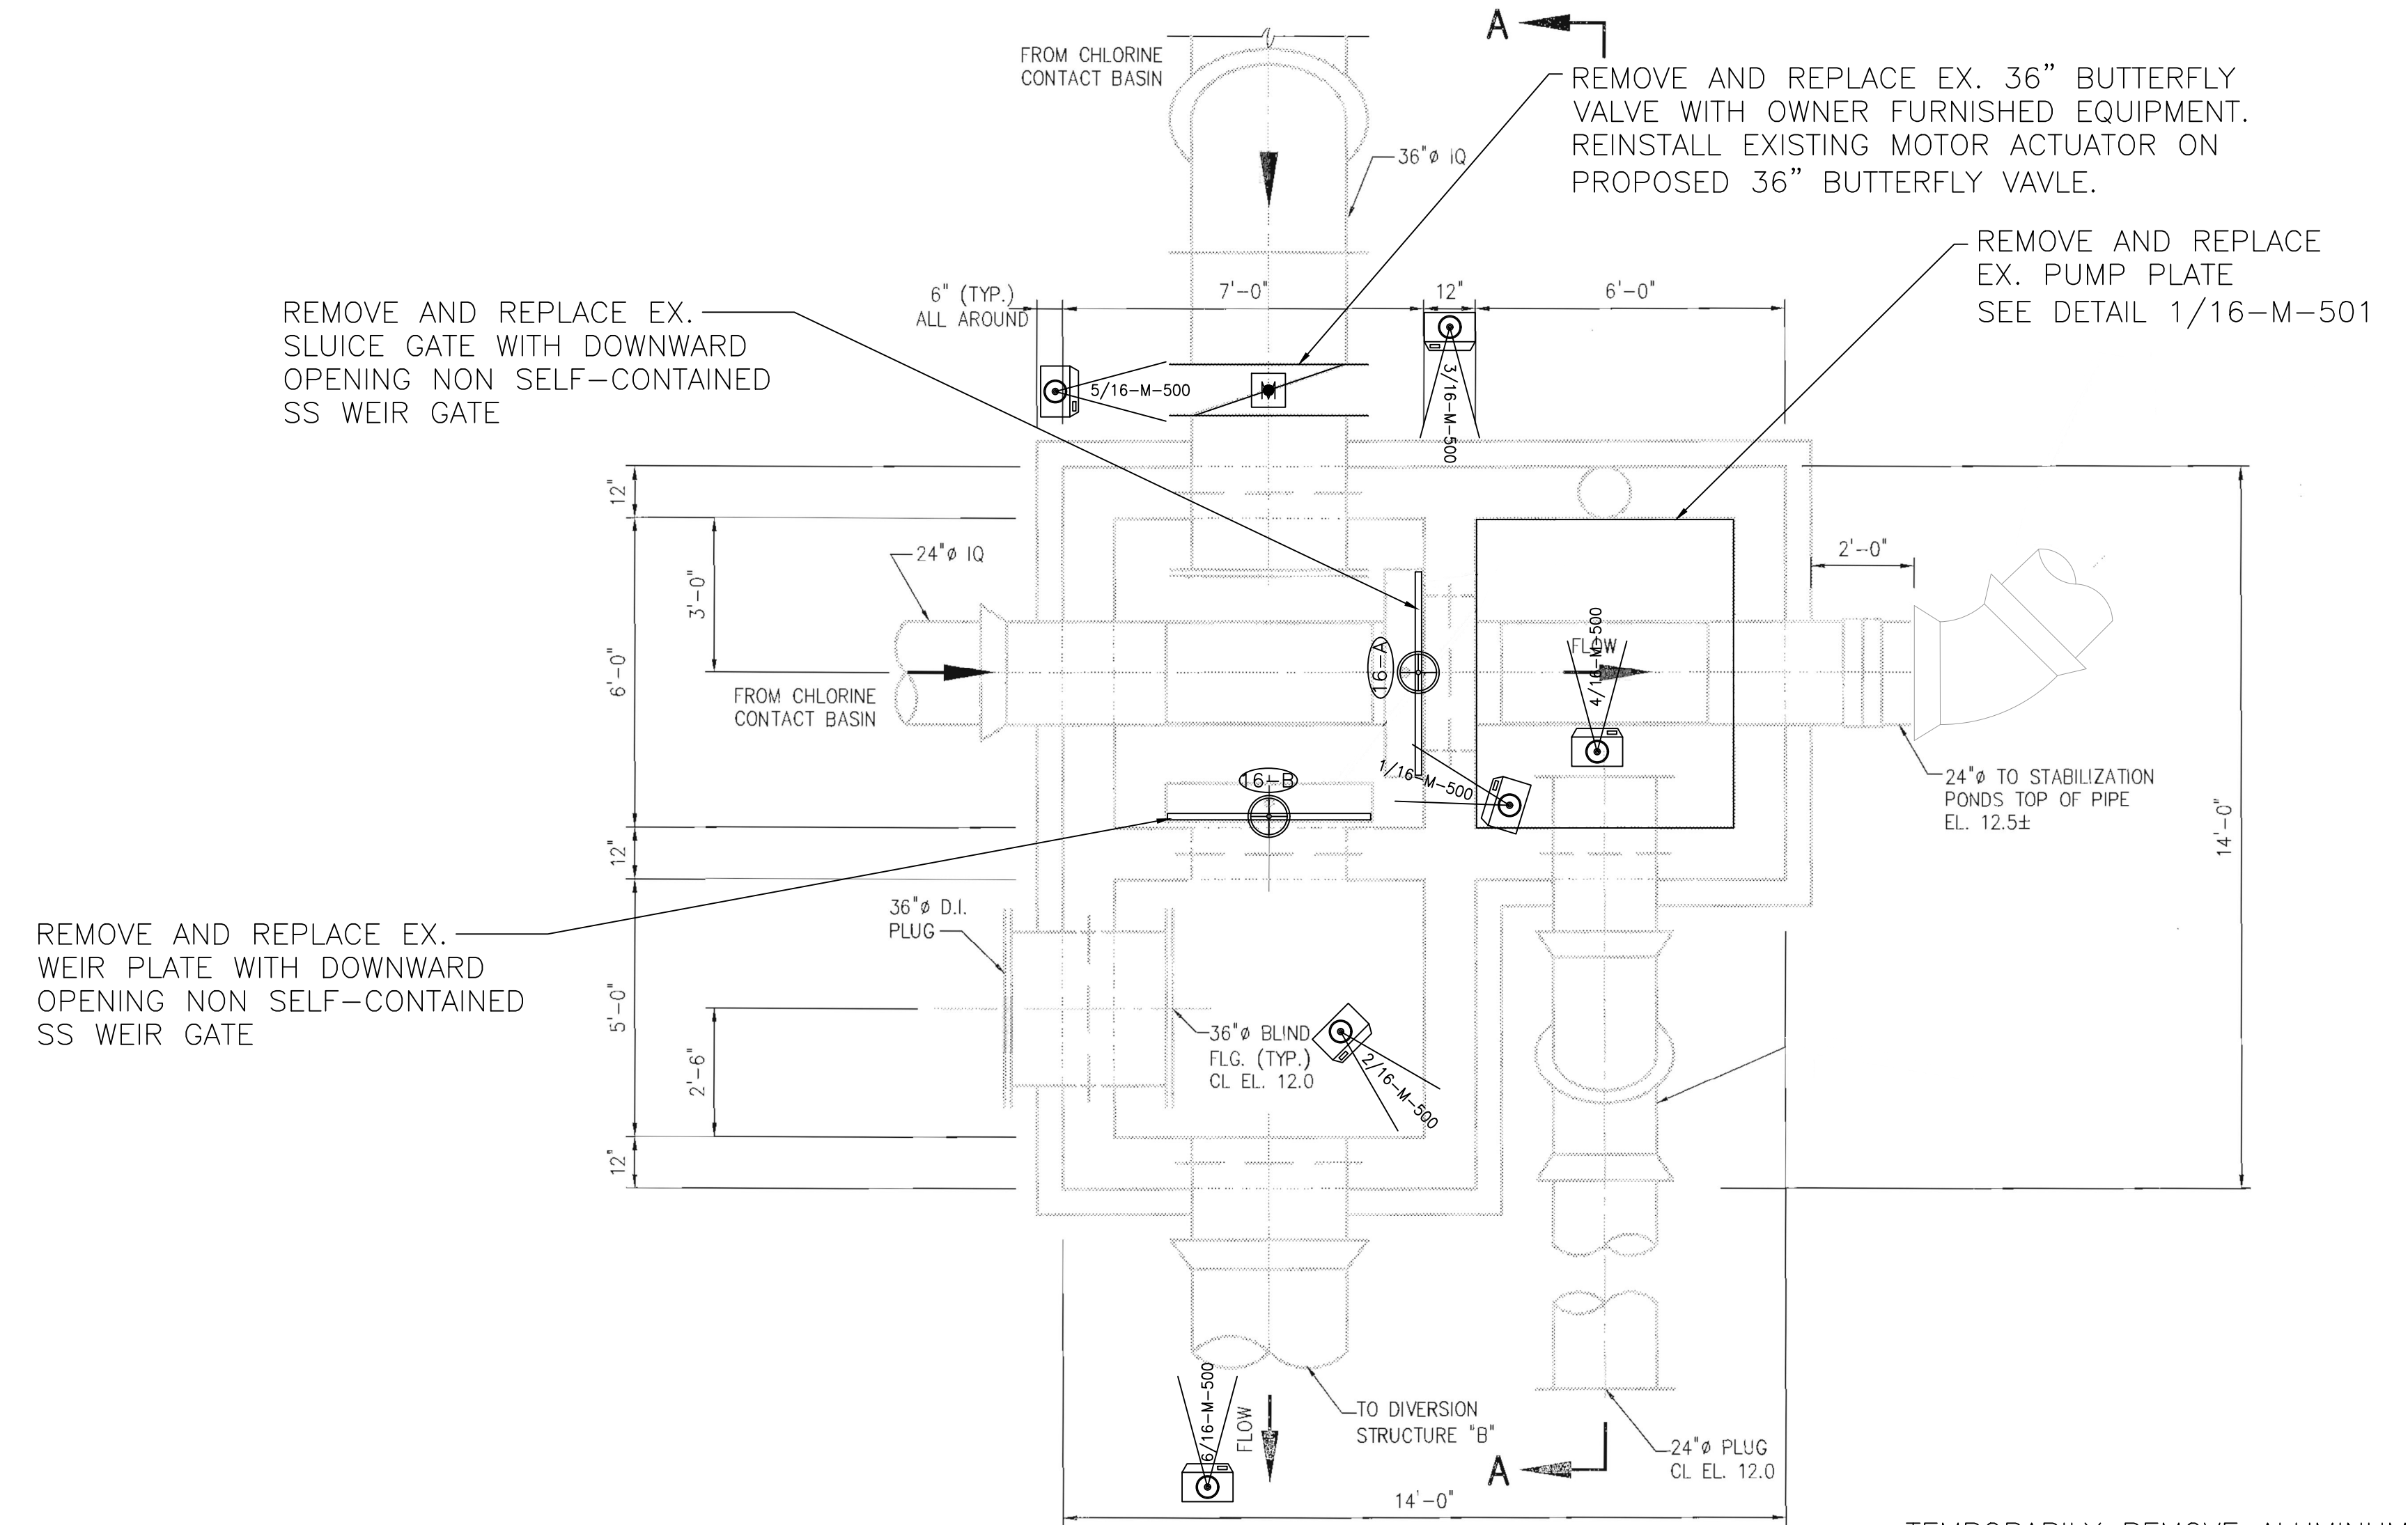 A
FROM CHLORINE
CONTACT BASIN
REMOVE AND REPLACE EX. 36” BUTTERFLY
VALVE WITH OWNER FURNISHED EQUIPMENT.
REINSTALL EXISTING MOTOR ACTUATOR ON
PROPOSED 36” BUTTERFLY VAVLE.
36"ø IQ
REMOVE AND REPLACE
EX. PUMP PLATE
SEE DETAIL 1/16-M-501
6" (TYP.)
ALL AROUND
7'-0"
12"
6'-0"
REMOVE AND REPLACE EX.
SLUICE GATE WITH DOWNWARD
OPENING NON SELF-CONTAINED
SS WEIR GATE
5/16-M-500
M
3/16-M-500
12"
24"ø IQ
3'-0"
6'-0"
2'-0"
FROM CHLORINE
CONTACT BASIN
16-A
FLOW
4/16-M-500
16-B
1/16-M-500
24"ø TO STABILIZATION
PONDS TOP OF PIPE
EL. 12.5±
14'-0"
12"
36"ø D.I.
PLUG
REMOVE AND REPLACE EX.
WEIR PLATE WITH DOWNWARD
OPENING NON SELF-CONTAINED
SS WEIR GATE
5'-0"
2'-6"
36"ø BLIND
FLG. (TYP.)
CL EL. 12.0
2/16-M-500
12"
6/16-M-500
FLOW
TO DIVERSION
STRUCTURE "B"
24"ø PLUG
CL EL. 12.0
A
14'-0"
TEMPORARILY REMOVE ALUMINUM